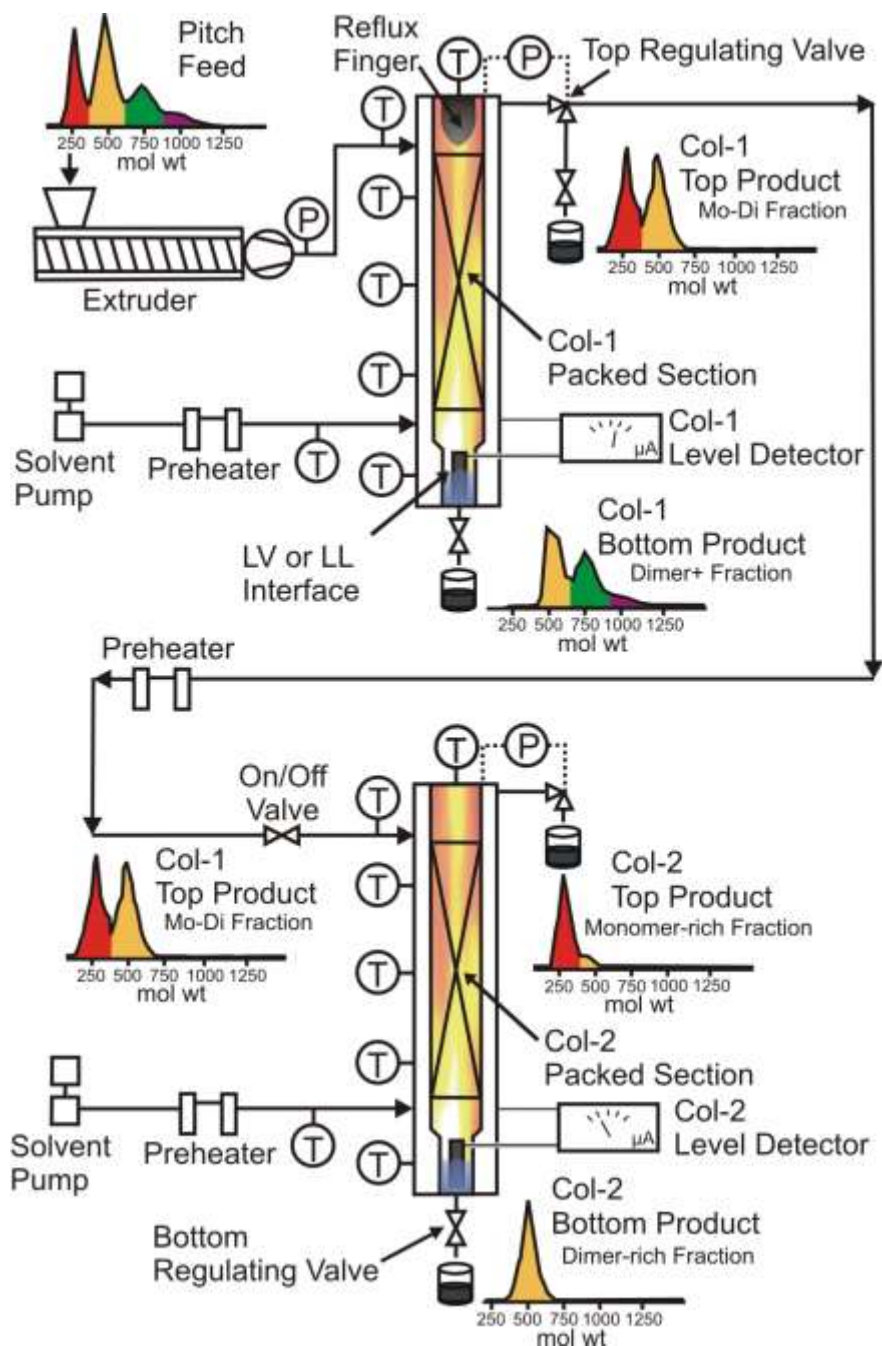 Pitch
Feed
250 500 750 1000 1250
mol wt
Extruder
P
T
Reflux
Finger
T
P
Top Regulating Valve
Col-1
Top Product
Mo-Di Fraction
250 500 1000 1250
mol wt
T
T
T
Col-1
Packed Section
Solvent
Pump
Preheater
T
T
µA
Col-1
Level Detector
LV or LL
Interface
Col-1
Bottom Product
Dimer+ Fraction
250 500 750 1000 1250
mol wt
Preheater
On/Off
Valve
T
T
P
Col-1
Top Product
Mo-Di Fraction
250 500 750 1000 1250
mol wt
Col-2
Top Product
Monomer-rich Fraction
250 500 750 1000 1250
mol wt
T
T
T
Col-2
Packed Section
Solvent
Pump
Preheater
T
T
µA
Col-2
Level Detector
Bottom
Regulating Valve
Col-2
Bottom Product
Dimer-rich Fraction
250 500 750 1000 1250
mol wt